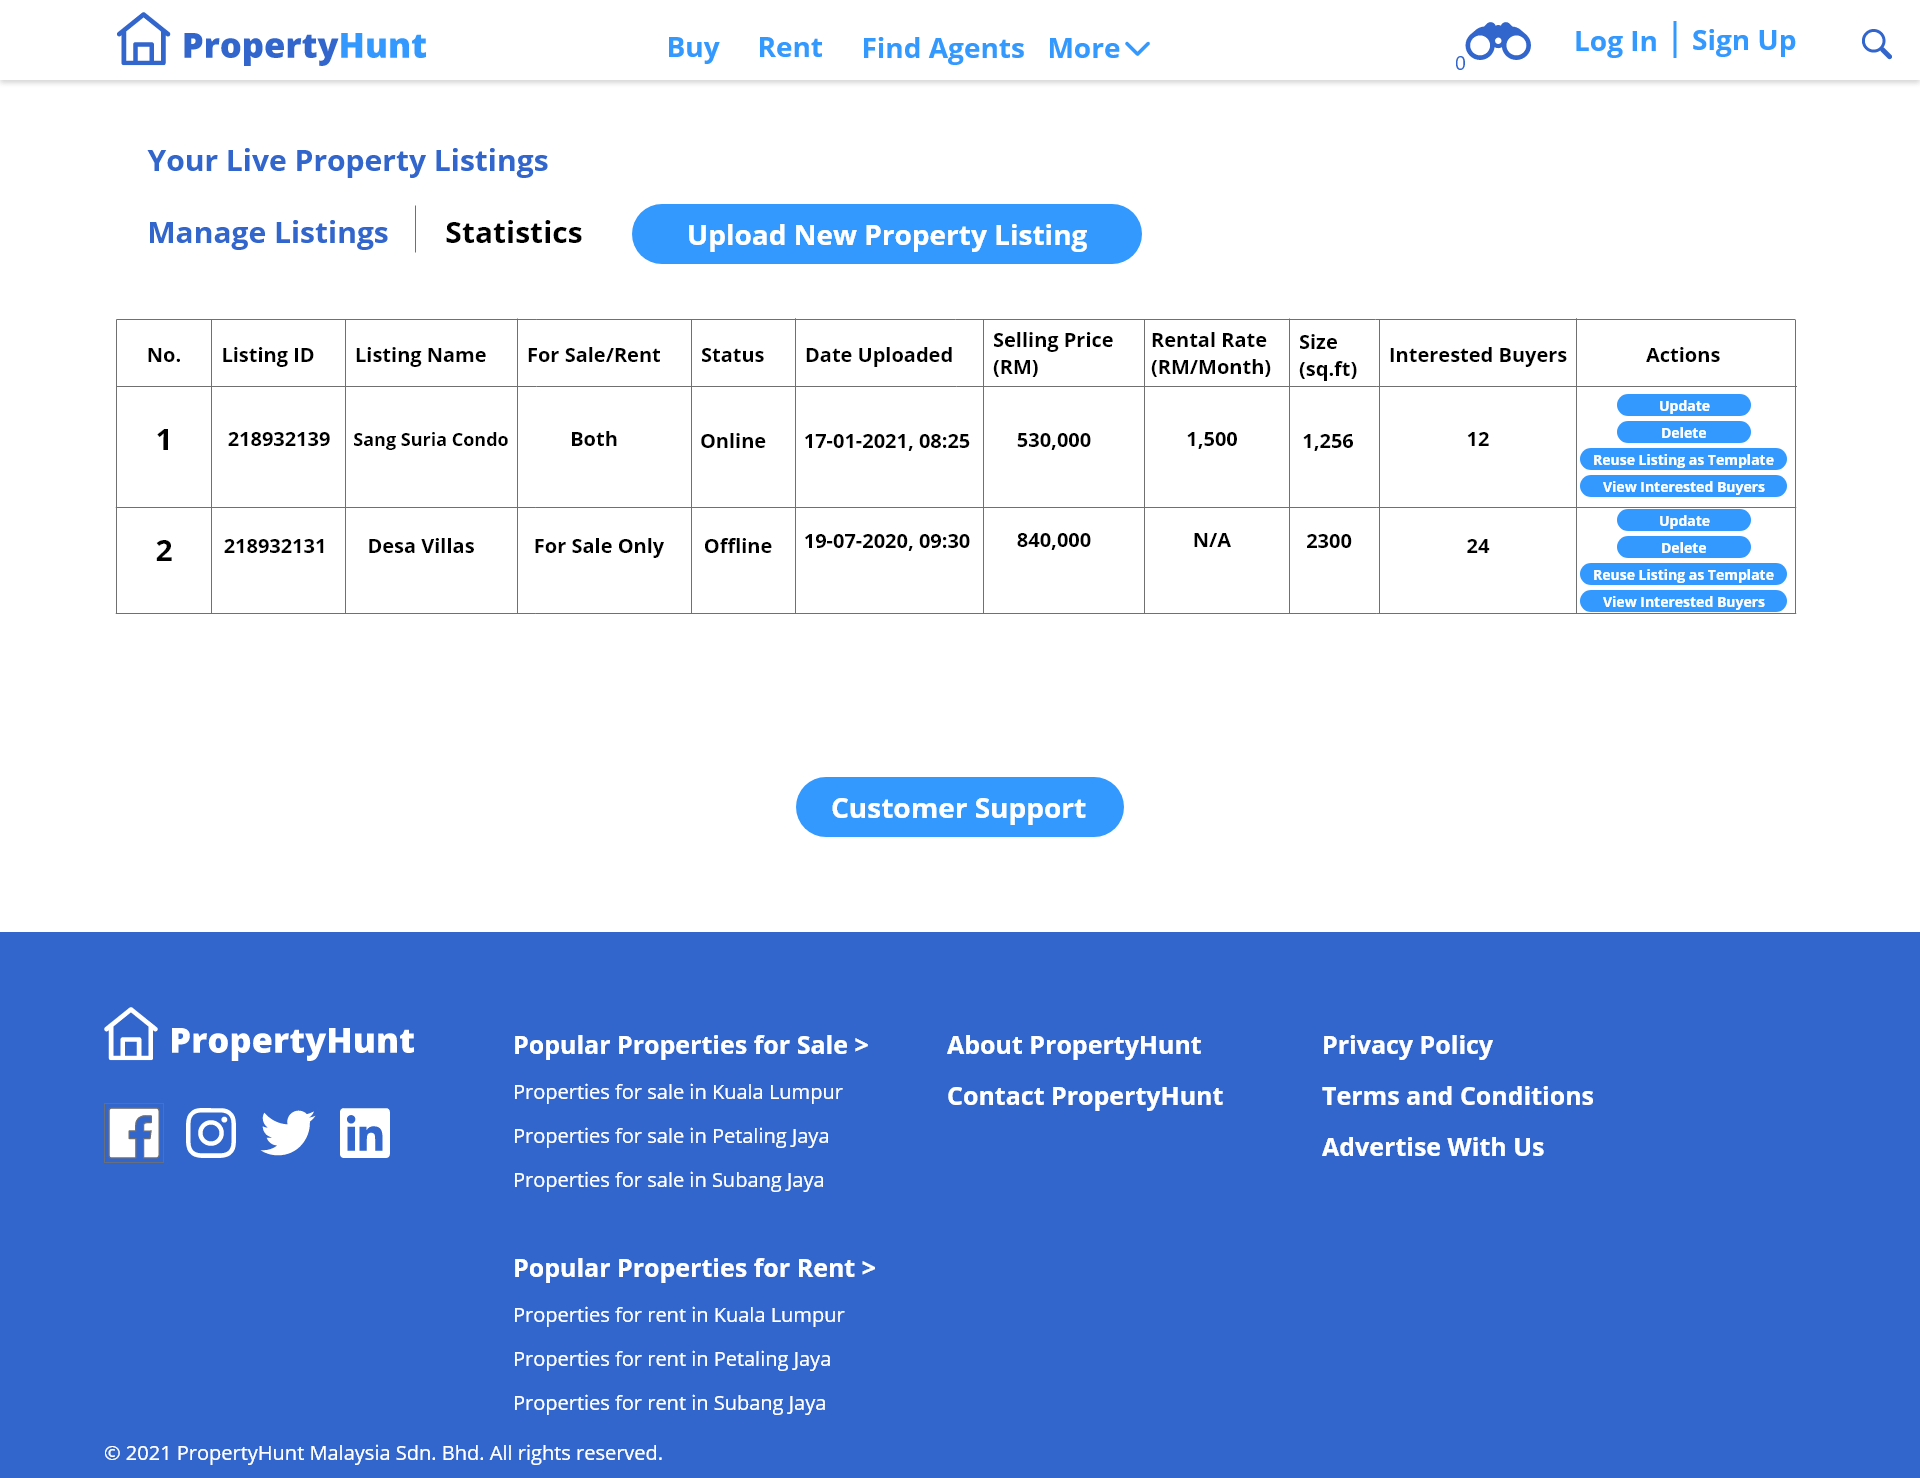 PropertyHunt
Buy Rent Find Agents More
0
Log In Sign Up
Your Live Property Listings
Manage Listings Statistics Upload New Property Listing
No. Listing ID Listing Name For Sale/Rent Status Date Uploaded Selling Price (RM) Rental Rate (RM/Month) Size (sq.ft) Interested Buyers Actions
1 218932139 Sang Suria Condo Both Online 17-01-2021, 08:25 530,000 1,500 1,256 12
Update
Delete
Reuse Listing as Template
View Interested Buyers
2 218932131 Desa Villas For Sale Only Offline 19-07-2020, 09:30 840,000 N/A 2300 24
Update
Delete
Reuse Listing as Template
View Interested Buyers
Customer Support
PropertyHunt
Popular Properties for Sale >
Properties for sale in Kuala Lumpur
Properties for sale in Petaling Jaya
Properties for sale in Subang Jaya
Popular Properties for Rent >
Properties for rent in Kuala Lumpur
Properties for rent in Petaling Jaya
Properties for rent in Subang Jaya
About PropertyHunt
Contact PropertyHunt
Privacy Policy
Terms and Conditions
Advertise With Us
© 2021 PropertyHunt Malaysia Sdn. Bhd. All rights reserved.